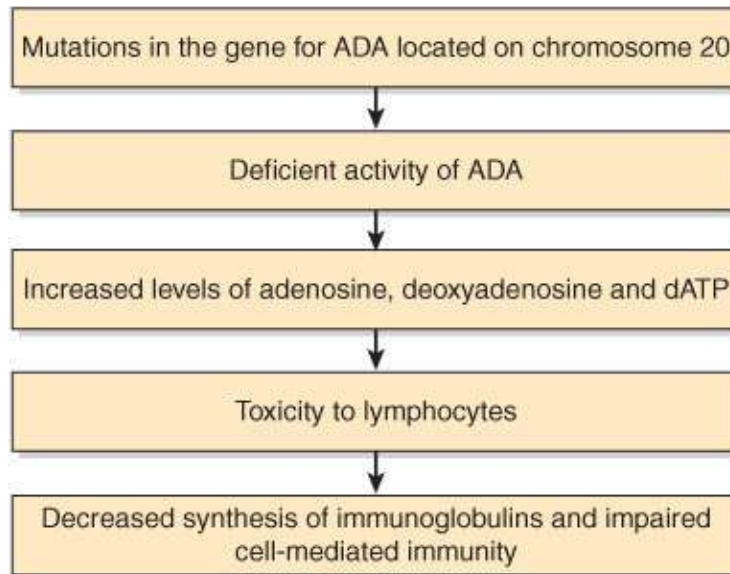 Mutations in the gene for ADA located on chromosome 20
Deficient activity of ADA
Increased levels of adenosine, deoxyadenosine and dATP
Toxicity to lymphocytes
Decreased synthesis of immunoglobulins and impaired
cell-mediated immunity